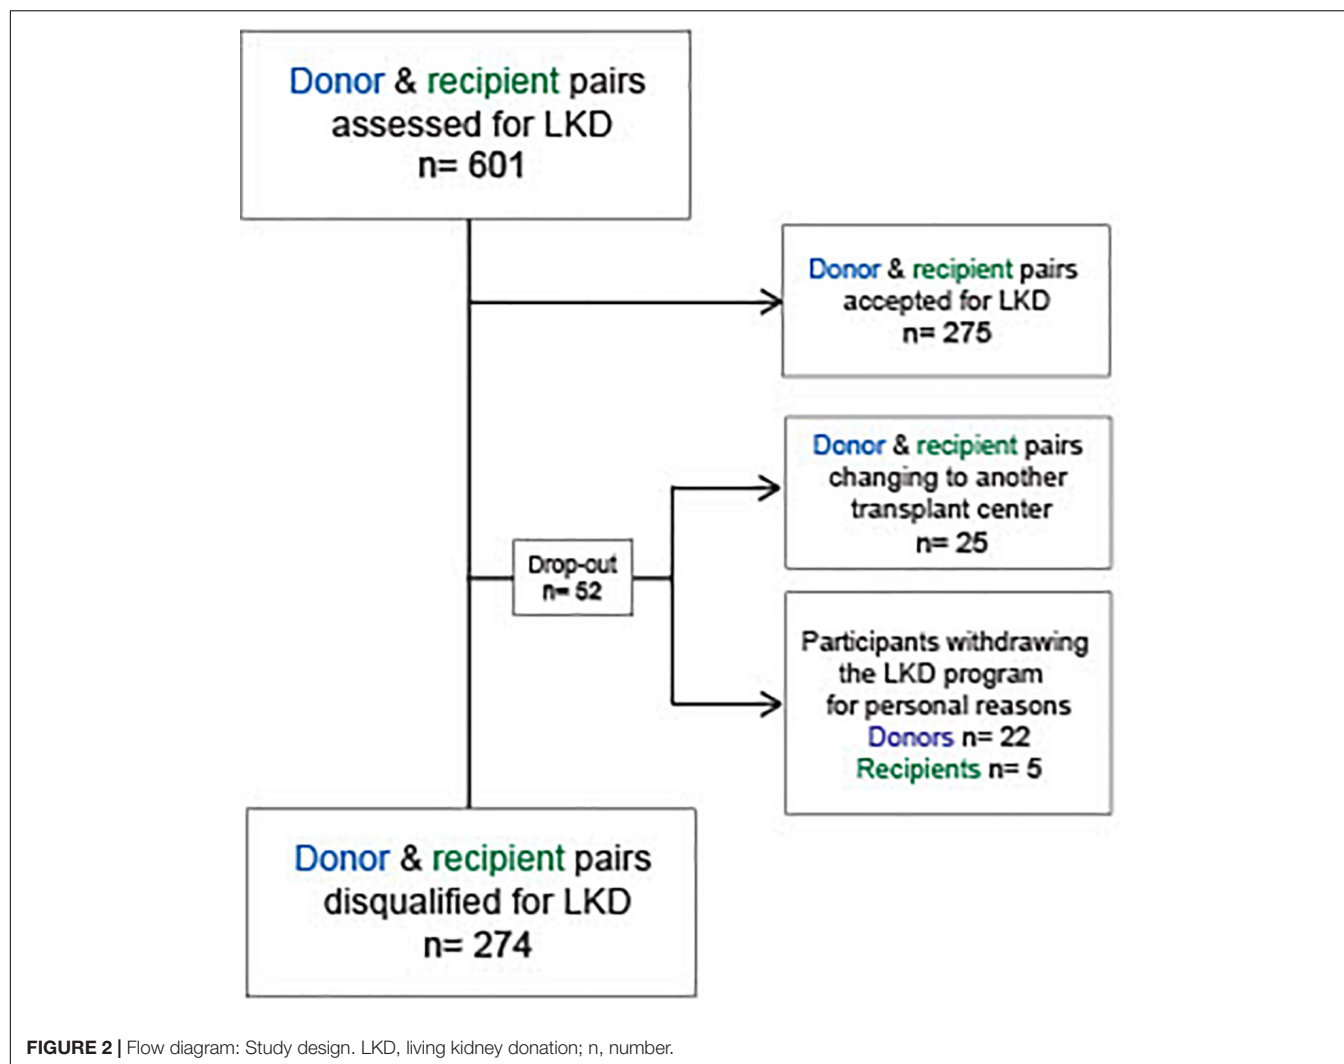 Donor & recipient pairs
assessed for LKD
n= 601
Donor & recipient pairs
accepted for LKD
n= 275
Donor & recipient pairs
changing to another
transplant center
n= 25
Drop-out
n= 52
Participants withdrawing
the LKD program
for personal reasons
Donors n= 22
Recipients n= 5
Donor & recipient pairs
disqualified for LKD
n= 274
FIGURE 2 | Flow diagram: Study design. LKD, living kidney donation; n, number.